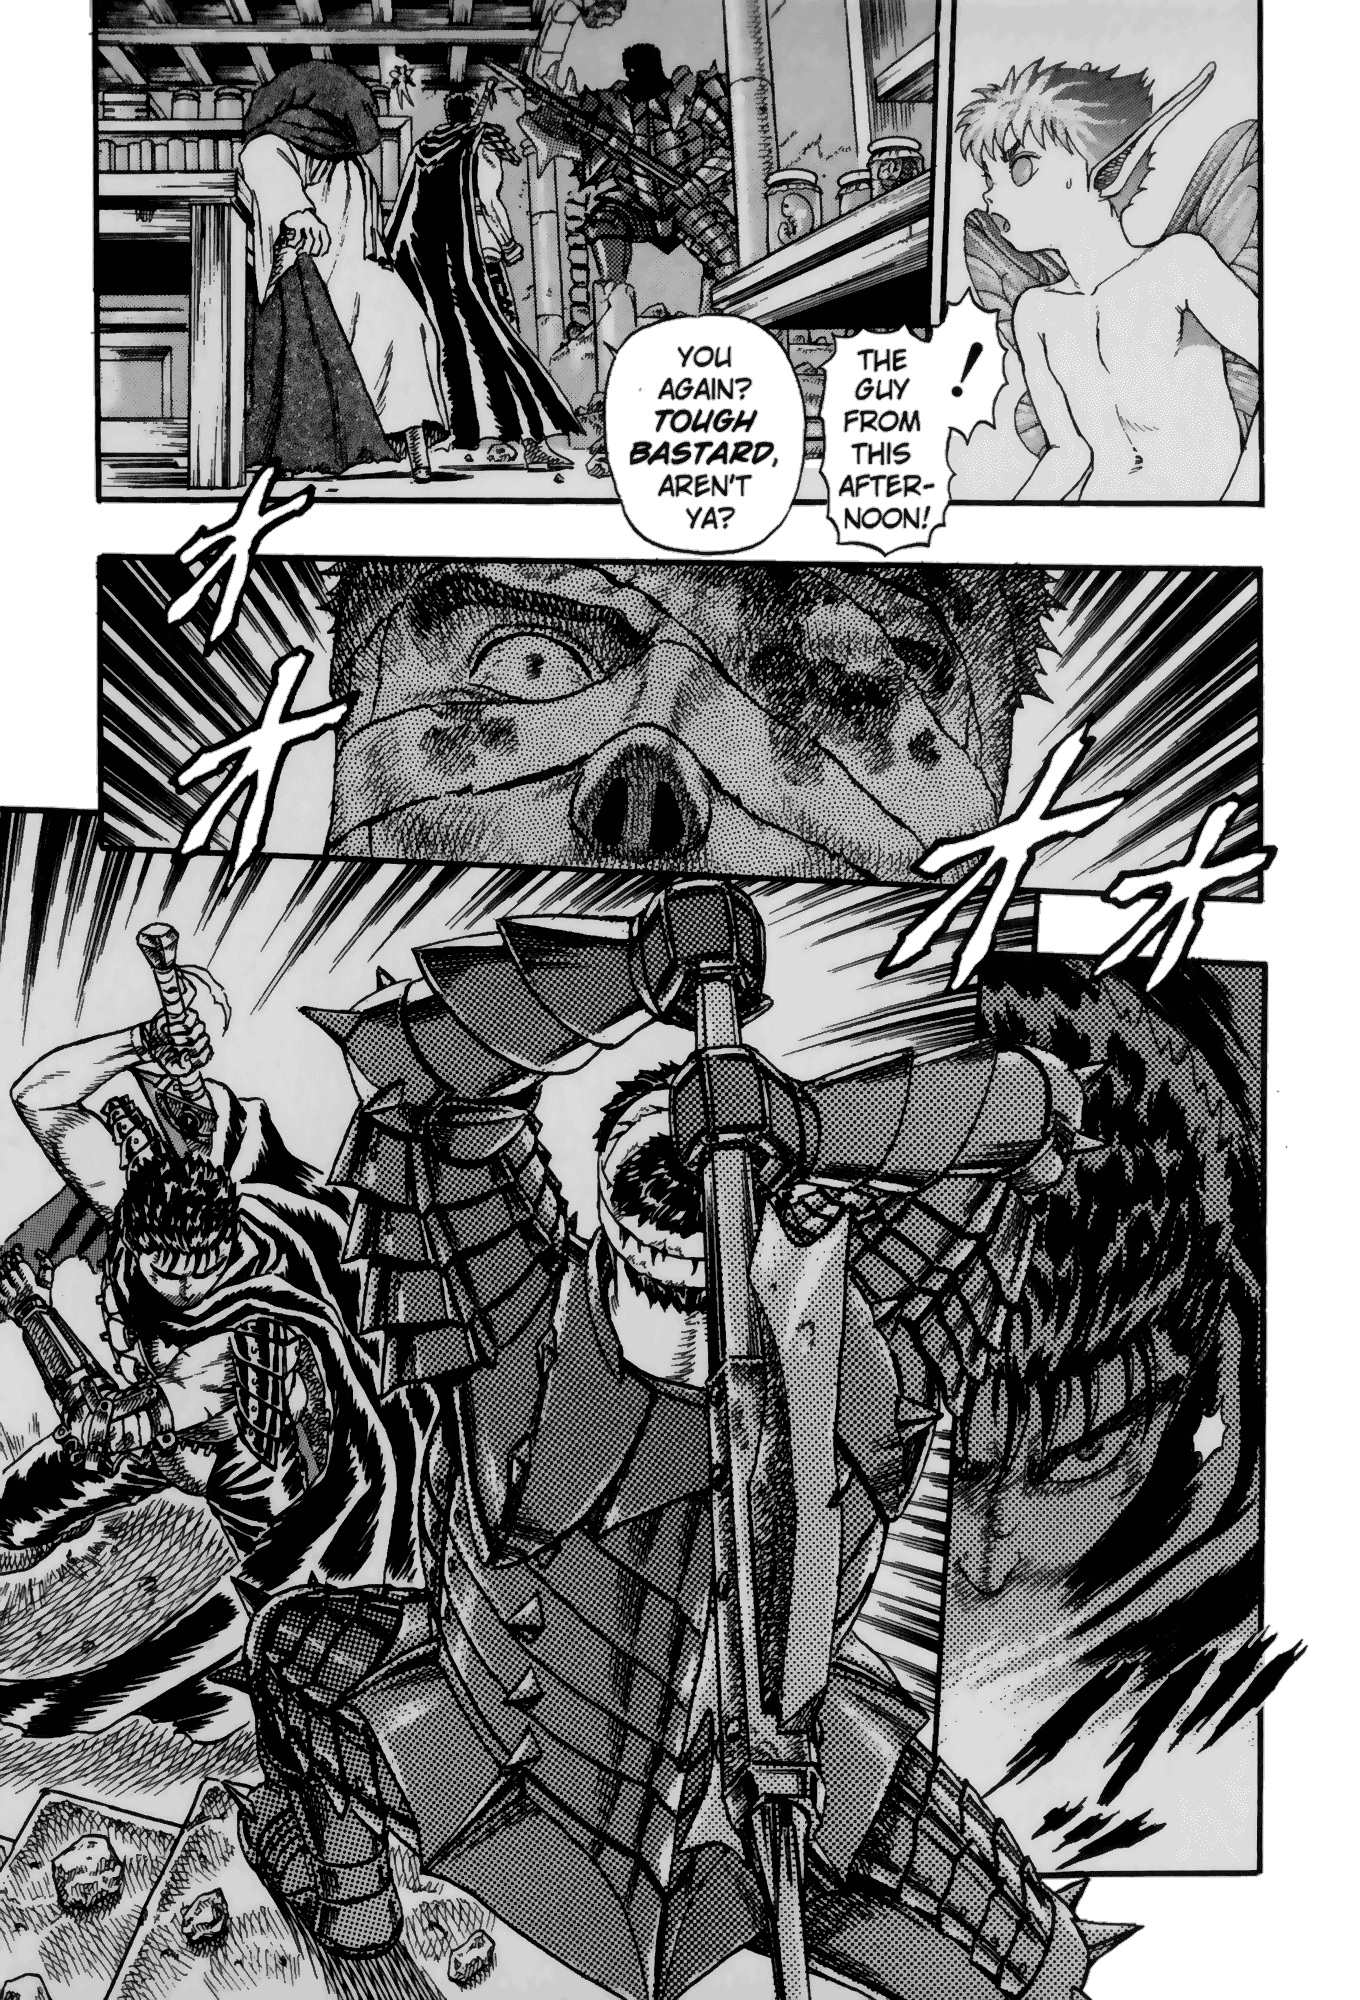 !
THE
GUY
FROM
THIS
AFTER-
NOON!
YOU
AGAIN?
TOUGH
BASTARD,
AREN'T
YA?
オ
オ
オ
オ